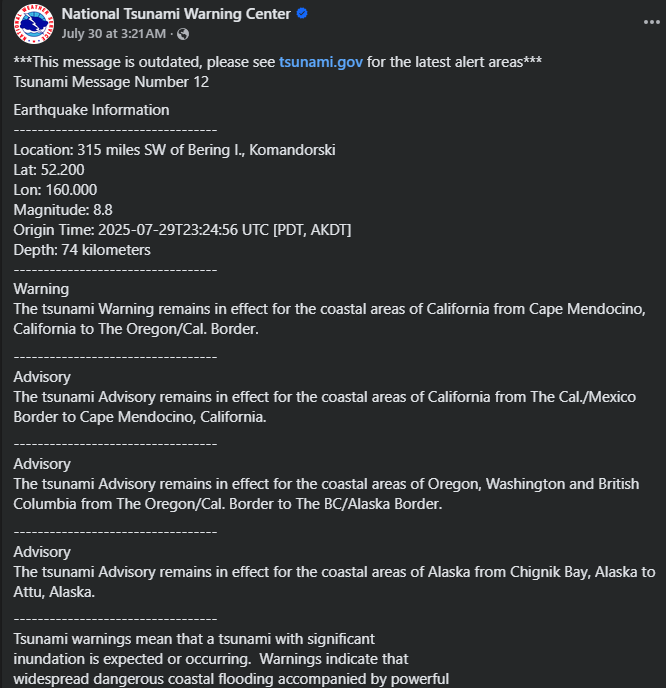 National Tsunami Warning Center
July 30 at 3:21 AM ·
***This message is outdated, please see tsunami.gov for the latest alert areas***
Tsunami Message Number 12
Earthquake Information
----------------------------------
Location: 315 miles SW of Bering I., Komandorski
Lat: 52.200
Lon: 160.000
Magnitude: 8.8
Origin Time: 2025-07-29T23:24:56 UTC [PDT, AKDT]
Depth: 74 kilometers
----------------------------------
Warning
The tsunami Warning remains in effect for the coastal areas of California from Cape Mendocino,
California to The Oregon/Cal. Border.
----------------------------------
Advisory
The tsunami Advisory remains in effect for the coastal areas of California from The Cal./Mexico
Border to Cape Mendocino, California.
----------------------------------
Advisory
The tsunami Advisory remains in effect for the coastal areas of Oregon, Washington and British
Columbia from The Oregon/Cal. Border to The BC/Alaska Border.
----------------------------------
Advisory
The tsunami Advisory remains in effect for the coastal areas of Alaska from Chignik Bay, Alaska to
Attu, Alaska.
----------------------------------
Tsunami warnings mean that a tsunami with significant
inundation is expected or occurring.  Warnings indicate that
widespread dangerous coastal flooding accompanied by powerful